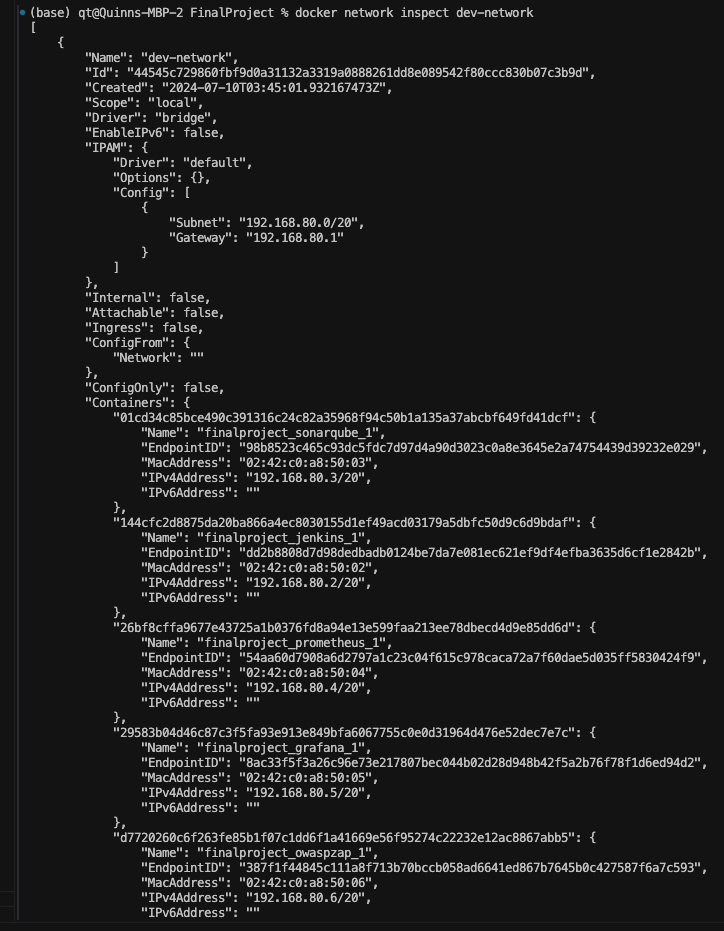 (base) qt@Quinns-MBP-2 FinalProject % docker network inspect dev-network
[
    {
        "Name": "dev-network",
        "Id": "44545c729860fbf9d0a31132a3319a0888261dd8e089542f80ccc830b07c3b9d",
        "Created": "2024-07-10T03:45:01.932167473Z",
        "Scope": "local",
        "Driver": "bridge",
        "EnableIPv6": false,
        "IPAM": {
            "Driver": "default",
            "Options": {},
            "Config": [
                {
                    "Subnet": "192.168.80.0/20",
                    "Gateway": "192.168.80.1"
                }
            ]
        },
        "Internal": false,
        "Attachable": false,
        "Ingress": false,
        "ConfigFrom": {
            "Network": ""
        },
        "ConfigOnly": false,
        "Containers": {
            "01cd34c85bce490c391316c24c82a35968f94c50b1a135a37abcbf649fd41dcf": {
                "Name": "finalproject_sonarqube_1",
                "EndpointID": "98b8523c465c93dc5fdc7d97d4a90d3023c0a8e3645e2a74754439d39232e029",
                "MacAddress": "02:42:c0:a8:50:03",
                "IPv4Address": "192.168.80.3/20",
                "IPv6Address": ""
            },
            "144cfc2d8875da20ba866a4ec8030155d1ef49acd03179a5dbfc50d9c6d9bdaf": {
                "Name": "finalproject_jenkins_1",
                "EndpointID": "dd2b8808d7d98dedbadb0124be7da7e081ec621ef9df4efba3635d6cf1e2842b",
                "MacAddress": "02:42:c0:a8:50:02",
                "IPv4Address": "192.168.80.2/20",
                "IPv6Address": ""
            },
            "26bf8cffa9677e43725a1b0376fd8a94e13e599faa213ee78dbecd4d9e85dd6d": {
                "Name": "finalproject_prometheus_1",
                "EndpointID": "54aa60d7908a6d2797a1c23c04f615c978caca72a7f60dae5d035ff5830424f9",
                "MacAddress": "02:42:c0:a8:50:04",
                "IPv4Address": "192.168.80.4/20",
                "IPv6Address": ""
            },
            "29583b04d46c87c3f5fa93e913e849bfa6067755c0e0d31964d476e52dec7e7c": {
                "Name": "finalproject_grafana_1",
                "EndpointID": "8ac33f5f3a26c96e73e217807bec044b02d28d948b42f5a2b76f78f1d6ed94d2",
                "MacAddress": "02:42:c0:a8:50:05",
                "IPv4Address": "192.168.80.5/20",
                "IPv6Address": ""
            },
            "d7720260c6f263fe85b1f07c1dd6f1a41669e56f95274c22232e12ac8867abb5": {
                "Name": "finalproject_owaspzap_1",
                "EndpointID": "387f1f44845c111a8f713b70bccb058ad6641ed867b7645b0c427587f6a7c593",
                "MacAddress": "02:42:c0:a8:50:06",
                "IPv4Address": "192.168.80.6/20",
                "IPv6Address": ""